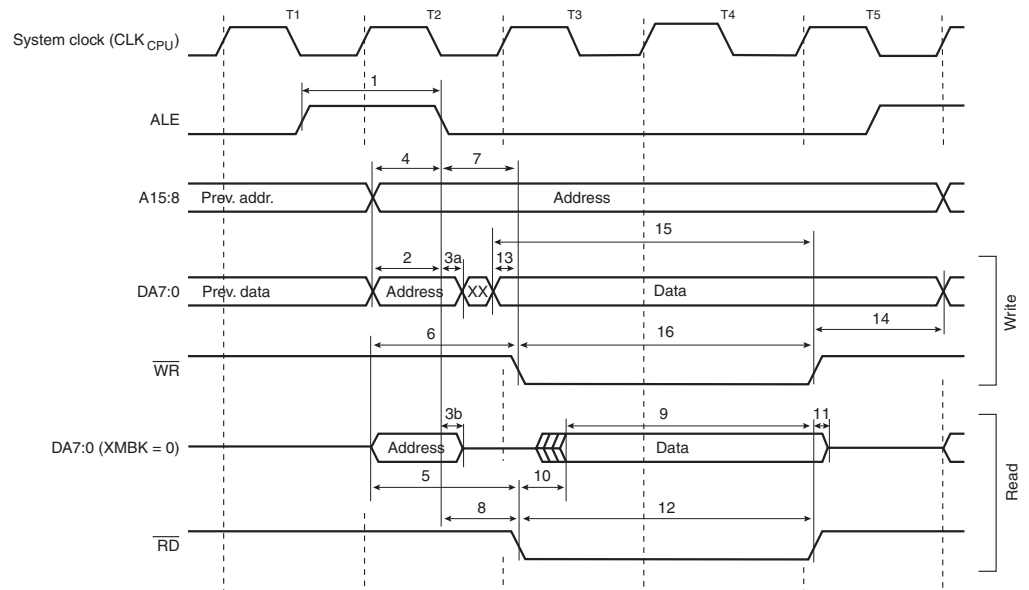 T1 T2 T3 T4 T5
System clock (CLK CPU)
1
ALE
4 7
A15:8 Prev. addr. Address
15
2 3a 13
DA7:0 Prev. data Address XX Data
14
6 16
WR
Write
3b 9 11
DA7:0 (XMBK = 0) Address Data
5 10
8 12
RD
Read